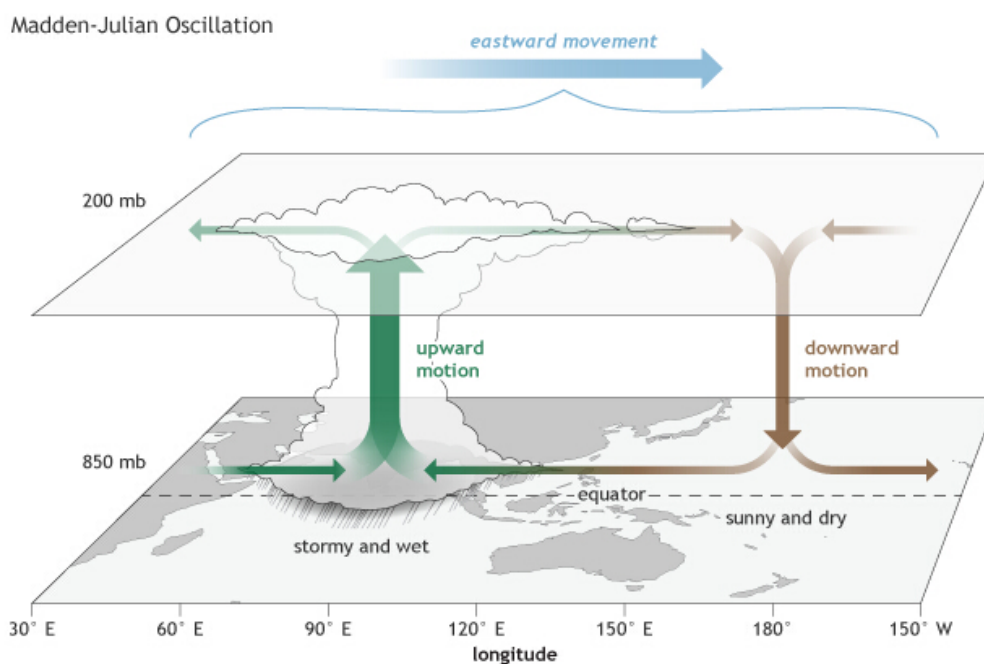 Madden-Julian Oscillation
eastward movement
200 mb
upward
motion
downward
motion
850 mb
equator
sunny and dry
stormy and wet
30° E 60° E 90° E 120° E 150° E 180° 150° W
longitude